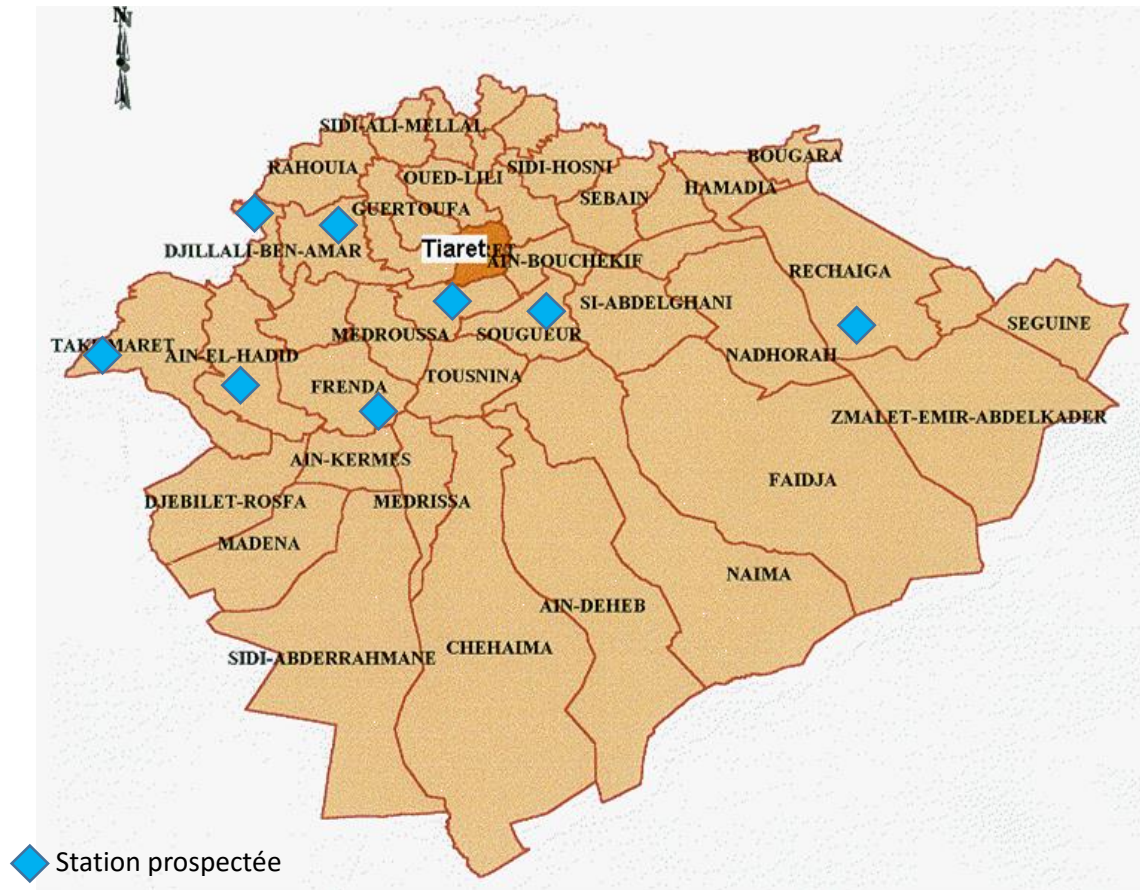 N
SIDI-ALI-MELLAL
BOUGARA
RAHOUIA
SIDI-HOSNI
OUED-LILI
HAMADIA
SEBAIN
GUERTOUFA
DJILLALI-BEN-AMAR
Tiaret
AIN-BOUCHEKIF
RECHAIGA
SI-ABDELGHANI
SEGUINE
MEDROUSSA
SOUGUEUR
AIN-EL-HADID
NADHORAH
TOUSNINA
FRENDA
ZMALET-EMIR-ABDELKADER
AIN-KERMES
FAIDJA
DJEBILET-ROSFA
MEDRISSA
MADENA
NAIMA
AIN-DEHEB
CHEHAIMA
SIDI-ABDERRAHMANE
Station prospectée